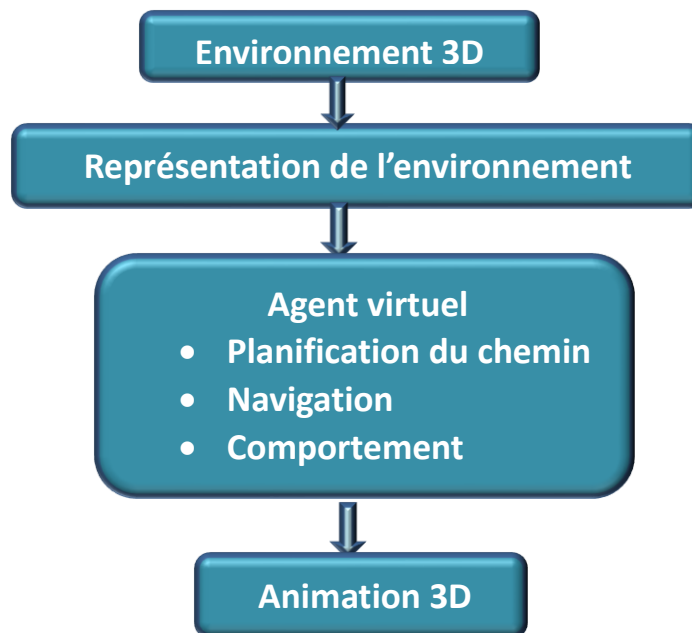 Environnement 3D
Représentation de l’environnement
Agent virtuel
• Planification du chemin
• Navigation
• Comportement
Animation 3D